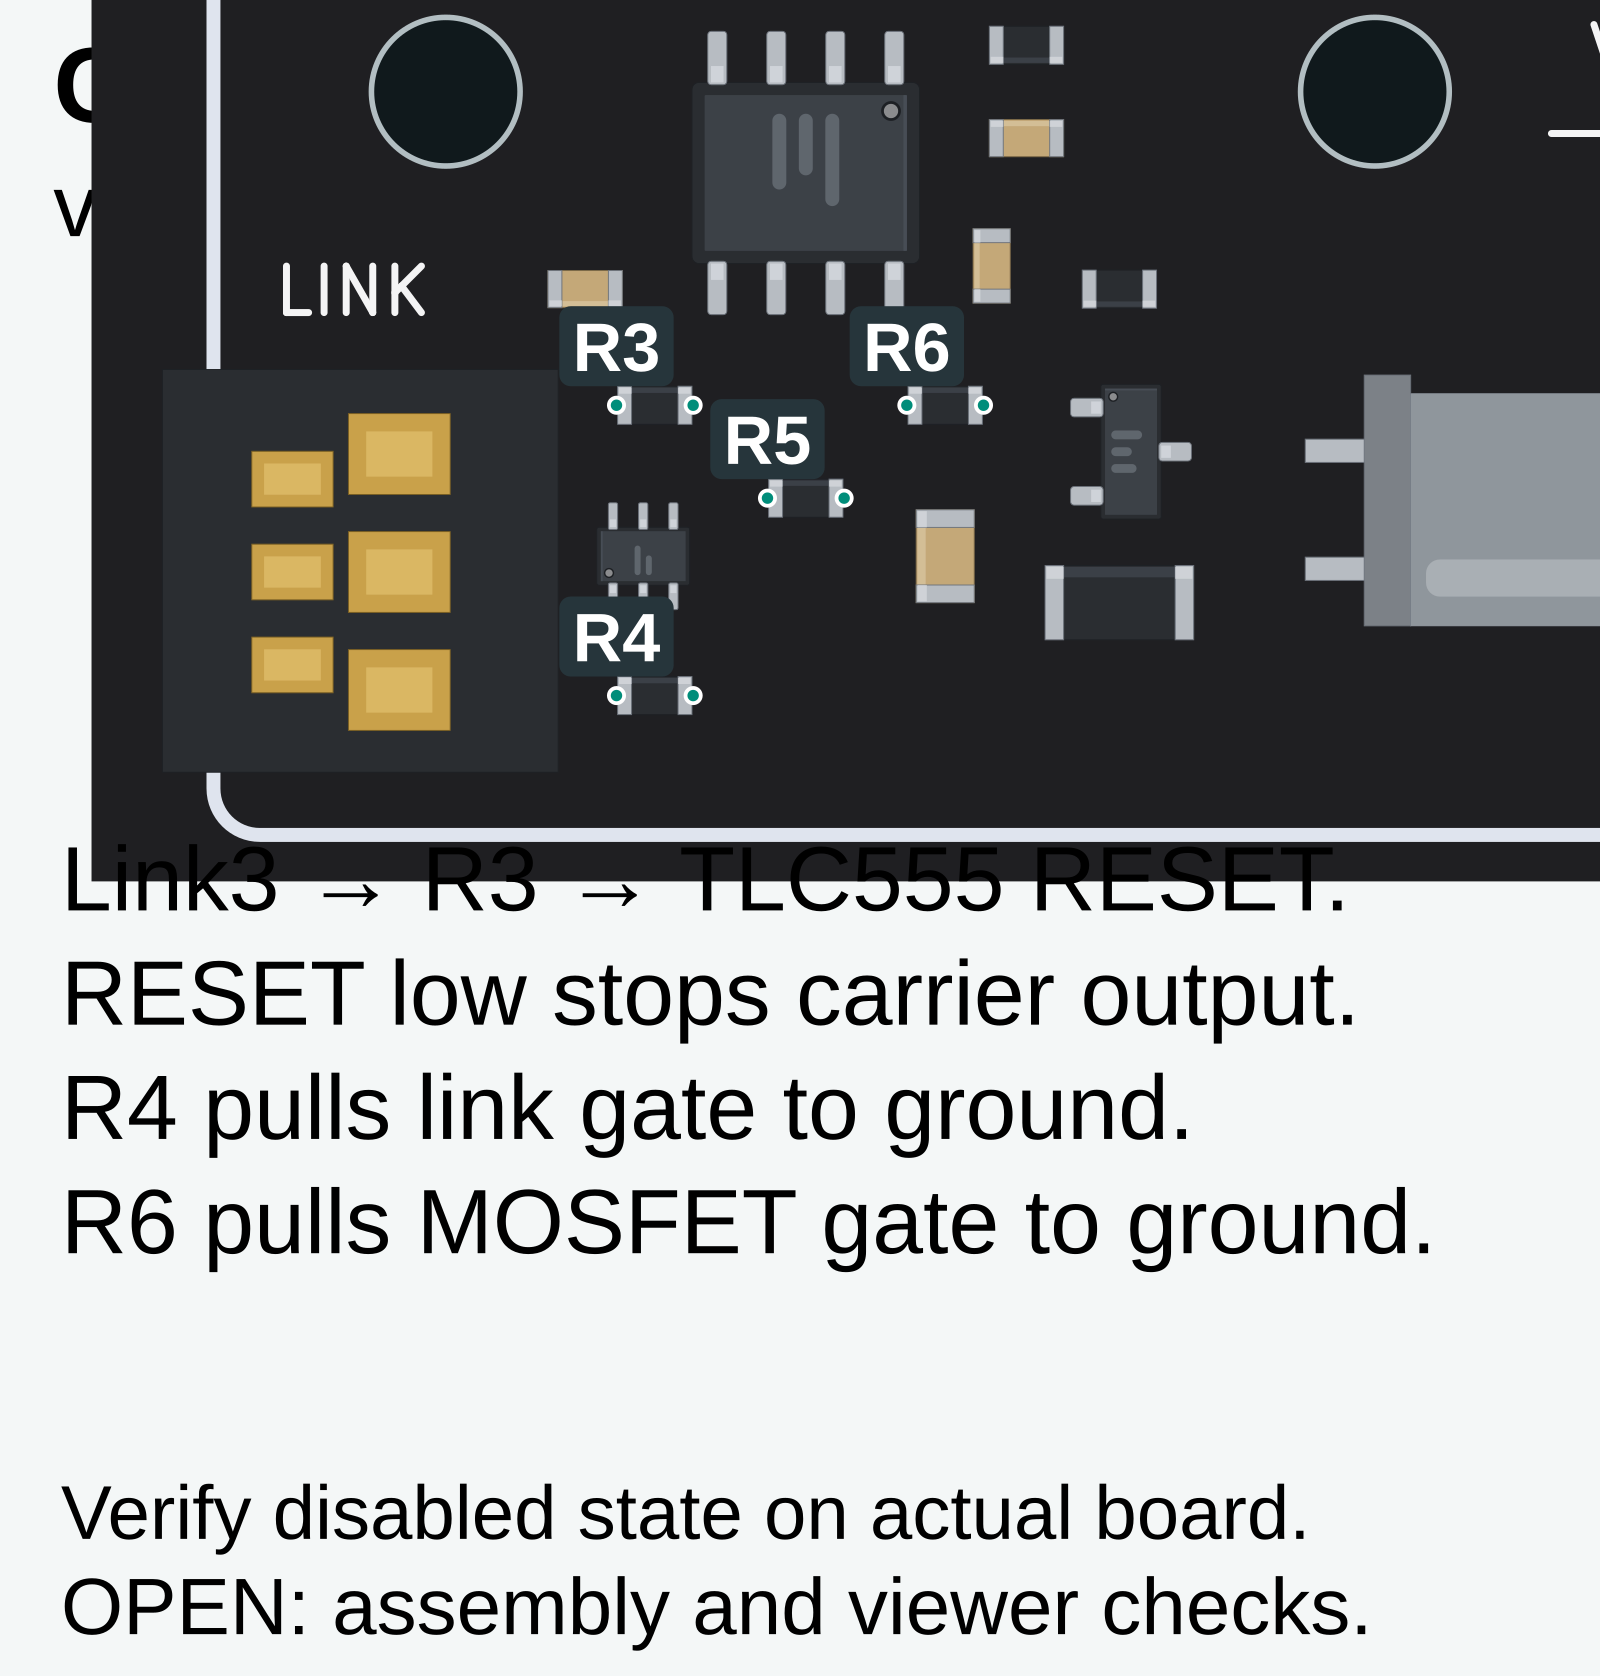 LINK
R3
R6
R5
R4
Link3 → R3 → TLC555 RESET.
RESET low stops carrier output.
R4 pulls link gate to ground.
R6 pulls MOSFET gate to ground.
Verify disabled state on actual board.
OPEN: assembly and viewer checks.